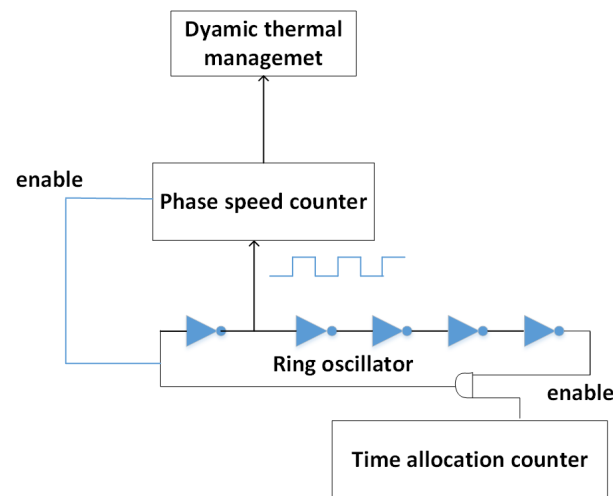 Dyamic thermal
managemet
enable
Phase speed counter
Ring oscillator
enable
Time allocation counter